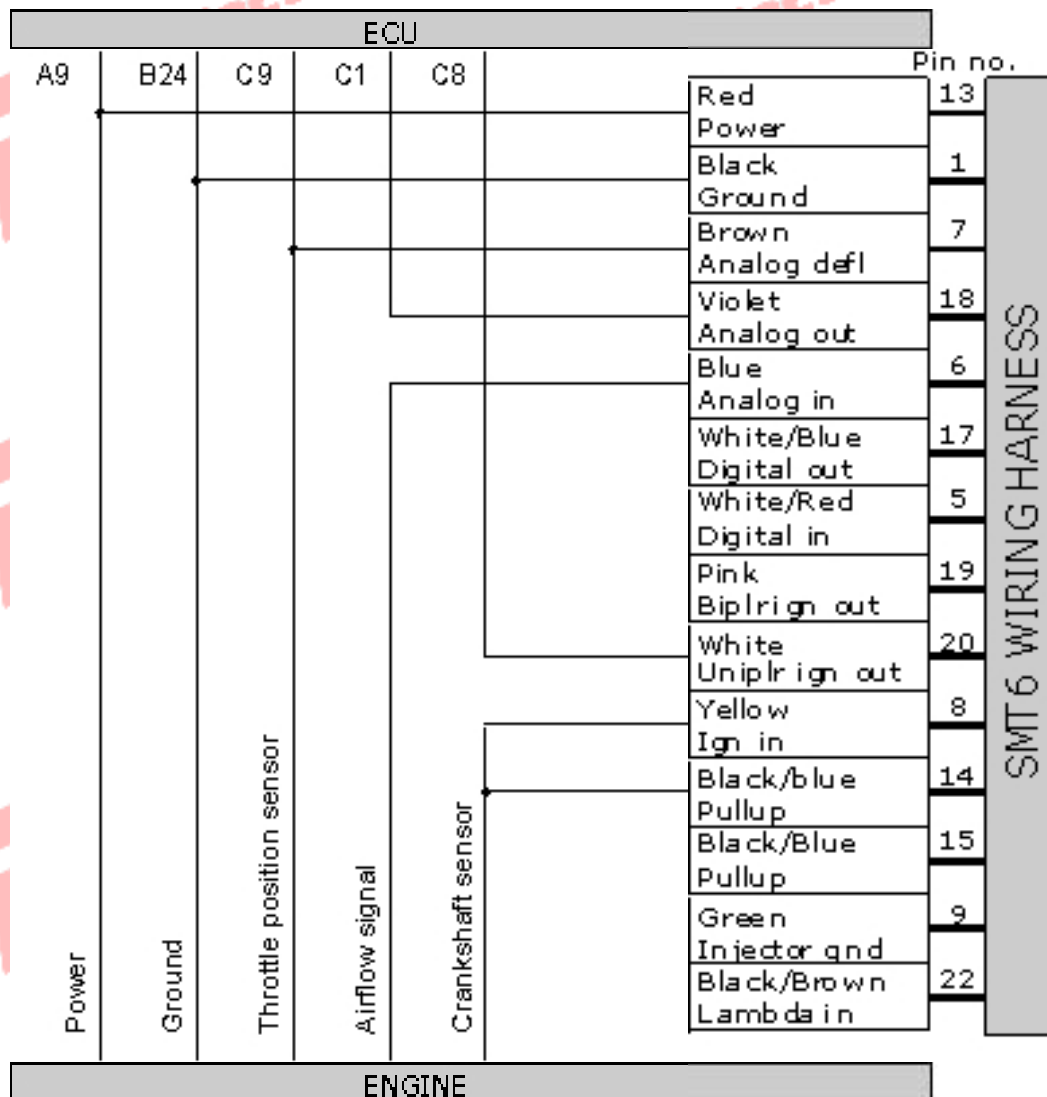 ECU
A9 B24 C9 C1 C8
Pin no.
Red 13
Power
Black 1
Ground
Brown 7
Analog defl
Violet 18
Analog out
Blue 6
Analog in
White/Blue 17
Digital out
White/Red 5
Digital in
Pink 19
Biplrign out
White 20
Uniplr ign out
Yellow 8
Ign in
Black/blue 14
Pullup
Black/Blue 15
Pullup
Green 9
Injector gnd
Black/Brown 22
Lambda in
Power
Ground
Throttle position sensor
Airflow signal
Crankshaft sensor
SMT6 WIRING HARNESS
ENGINE